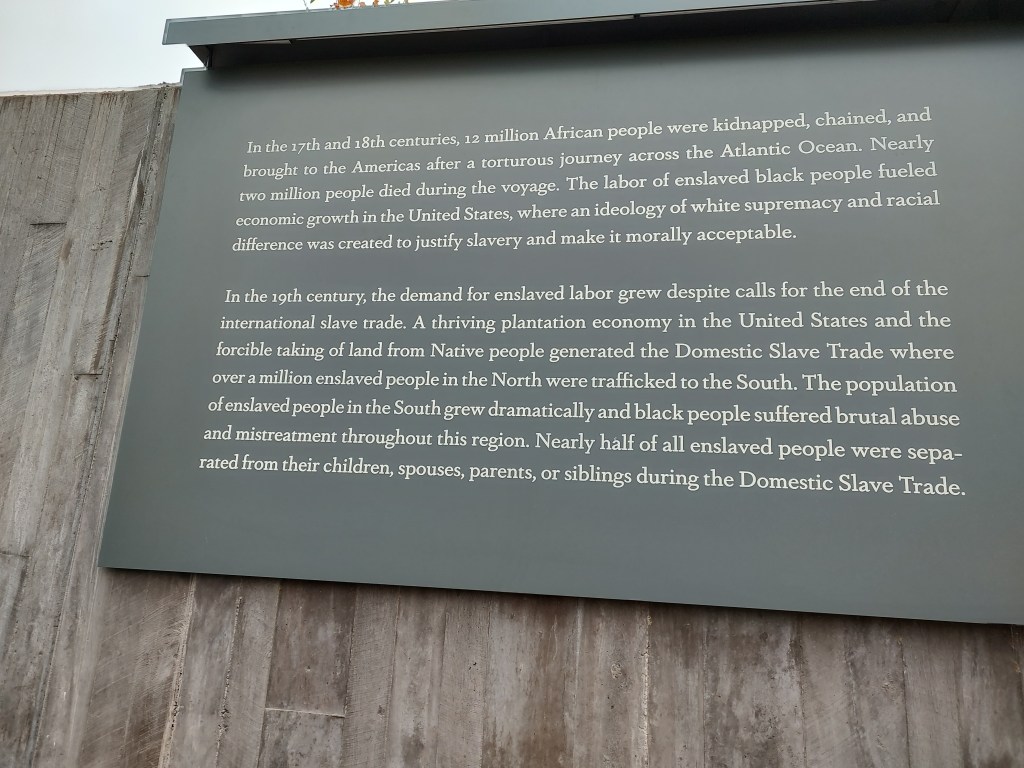 In the 17th and 18th centuries, 12 million African people were kidnapped, chained, and
brought to the Americas after a torturous journey across the Atlantic Ocean. Nearly
two million people died during the voyage. The labor of enslaved black people fueled
economic growth in the United States, where an ideology of white supremacy and racial
difference was created to justify slavery and make it morally acceptable.
In the 19th century, the demand for enslaved labor grew despite calls for the end of the
international slave trade. A thriving plantation economy in the United States and the
forcible taking of land from Native people generated the Domestic Slave Trade where
over a million enslaved people in the North were trafficked to the South. The population
of enslaved people in the South grew dramatically and black people suffered brutal abuse
and mistreatment throughout this region. Nearly half of all enslaved people were sepa-
rated from their children, spouses, parents, or siblings during the Domestic Slave Trade.